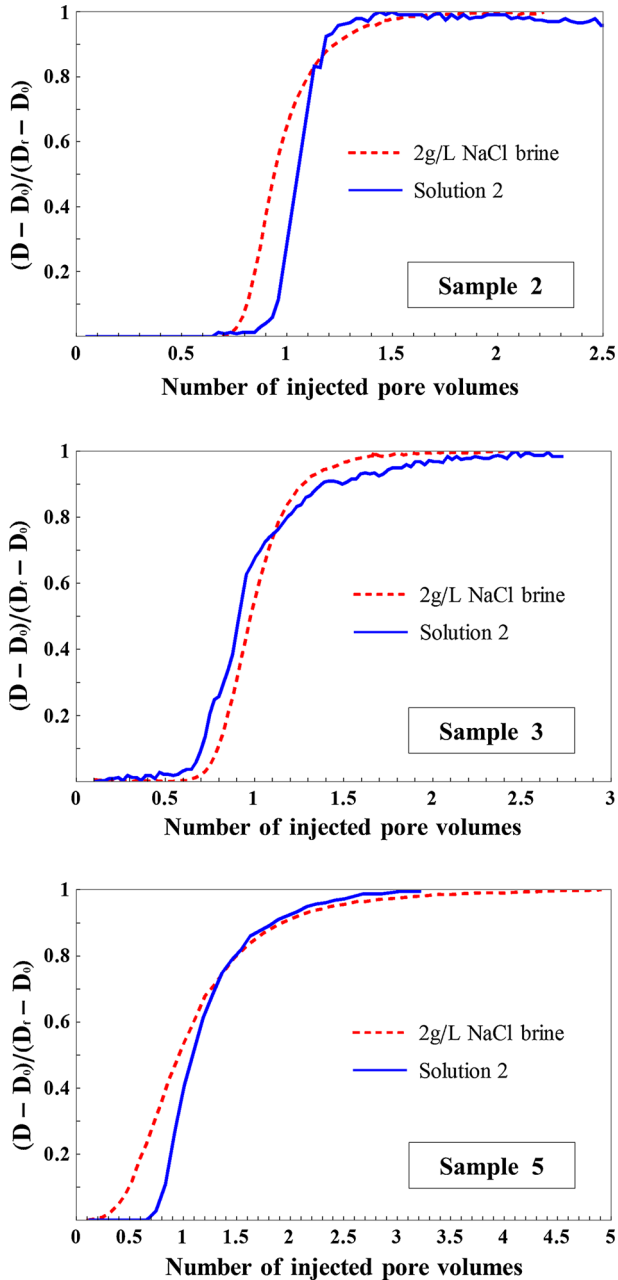 (D − D₀)/(Dᵣ − D₀)
1
0.8
0.6
0.4
0.2
2g/L NaCl brine
Solution 2
Sample 2
0 0.5 1 1.5 2 2.5
Number of injected pore volumes
(D − D₀)/(Dᵣ − D₀)
1
0.8
0.6
0.4
0.2
2g/L NaCl brine
Solution 2
Sample 3
0 0.5 1 1.5 2 2.5 3
Number of injected pore volumes
(D − D₀)/(Dᵣ − D₀)
1
0.8
0.6
0.4
0.2
2g/L NaCl brine
Solution 2
Sample 5
0 0.5 1 1.5 2 2.5 3 3.5 4 4.5 5
Number of injected pore volumes